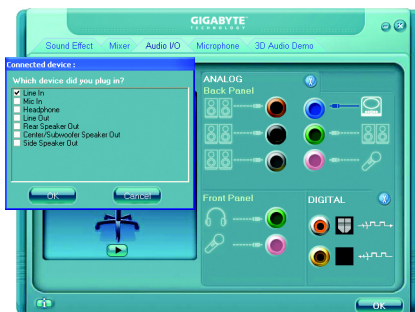 GIGABYTE
TECHNOLOGY
Sound Effect Mixer Audio I/O Microphone 3D Audio Demo
Connected device :
Which device did you plug in?
Line In
Mic In
Headphone
Line Out
Rear Speaker Out
Center/Subwoofer Speaker Out
Side Speaker Out
OK Cancel
ANALOG
Back Panel
Front Panel
DIGITAL
OK